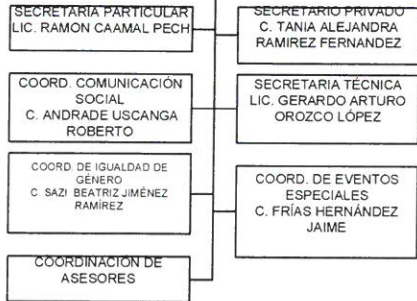 SECRETARIA PARTICULAR
LIC. RAMON CAAMAL PECH
SECRETARIO PRIVADO
C. TANIA ALEJANDRA
RAMIREZ FERNANDEZ
COORD. COMUNICACIÓN
SOCIAL
C. ANDRADE USCANGA
ROBERTO
SECRETARIA TÉCNICA
LIC. GERARDO ARTURO
OROZCO LÓPEZ
COORD. DE IGUALDAD DE
GÉNERO
C. SAZI BEATRIZ JIMÉNEZ
RAMÍREZ
COORD. DE EVENTOS
ESPECIALES
C. FRÍAS HERNÁNDEZ
JAIME
COORDINACIÓN DE
ASESORES